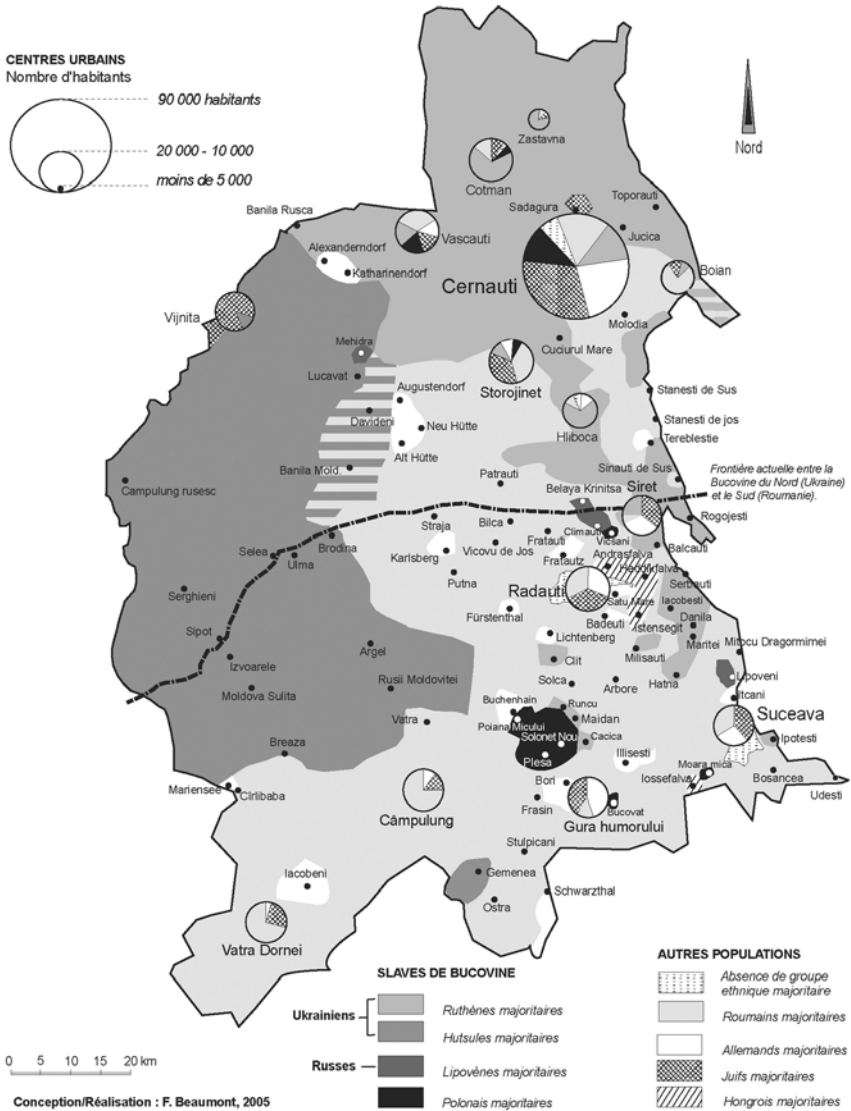 CENTRES URBAINS
Nombre d'habitants
90 000 habitants
20 000 - 10 000
moins de 5 000
Nord
Zastavna
Cotman
Sadagura
Toporauti
Banila Rusca
Vascauti
Jucica
Alexanderndorf
Katharinendorf
Cernauti
Boian
Vijnita
Molodia
Mehidra
Cuciurul Mare
Lucavat
Storojinet
Augustendorf
Stanesti de Sus
Davideni
Neu Hütte
Hliboca
Stanesti de jos
Alt Hütte
Tereblestie
Banila Mold.
Sinauti de Sus
Patrauti
Frontière actuelle entre la
Bucovine du Nord (Ukraine)
et le Sud (Roumanie).
Campulung rusesc
Belaya Krinitsa
Siret
Straja
Bilca
Climauti
Rogojesti
Brodina
Fratauti
Vicsani
Selea
Ulma
Karlsberg
Vicovu de Jos
Fratautz
Andrasfalva
Balcauti
Hadikfalva
Putna
Radauti
Serbauti
Serghieni
Satu Mare
Iacobesti
Fürstenthal
Badeuti
Istensegit
Danila
Sipot
Lichtenberg
Maritei
Mitocu Dragormirnei
Argel
Izvoarele
Clit
Milisauti
Moldova Sulita
Rusii Moldovitei
Solca
Arbore
Hatna
Lipoveni
Itcani
Buchenhain
Runcu
Suceava
Vatra
Poiana Micului
Maidan
Solonet Nou
Cacica
Ipotesti
Breaza
Plesa
Illisesti
Moara mica
Bosancea
Mariensee
Cîrlibaba
Bori
Iossefalva
Udesti
Câmpulung
Frasin
Bucovat
Gura humorului
Stulpicani
Iacobeni
Gemenea
Schwarzthal
Ostra
Vatra Dornei
SLAVES DE BUCOVINE
Ukrainiens
Ruthènes majoritaires
Hutsules majoritaires
Russes
Lipovènes majoritaires
Polonais majoritaires
AUTRES POPULATIONS
Absence de groupe
ethnique majoritaire
Roumains majoritaires
Allemands majoritaires
Juifs majoritaires
Hongrois majoritaires
0 5 10 15 20 km
Conception/Réalisation : F. Beaumont, 2005